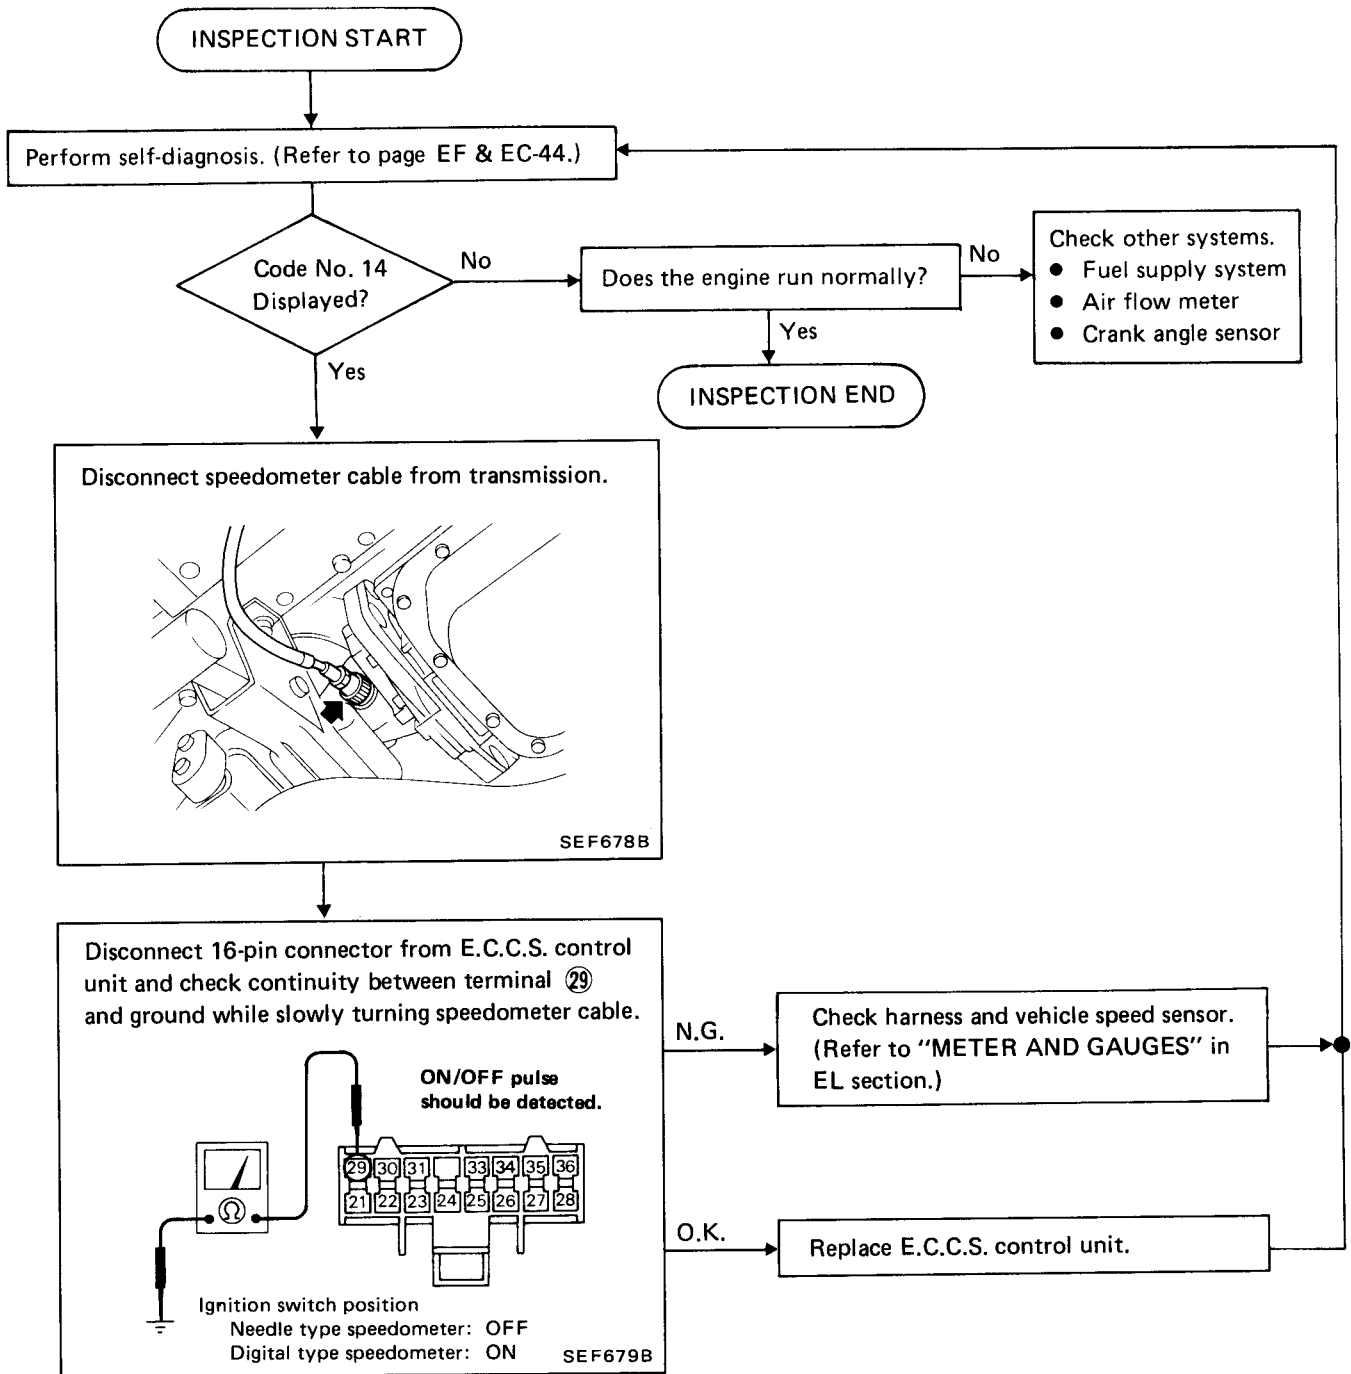 INSPECTION START
Perform self-diagnosis. (Refer to page EF & EC-44.)
Code No. 14
Displayed?
No
Does the engine run normally?
No
Check other systems.
● Fuel supply system
● Air flow meter
● Crank angle sensor
Yes
INSPECTION END
Yes
Disconnect speedometer cable from transmission.
SEF678B
Disconnect 16-pin connector from E.C.C.S. control
unit and check continuity between terminal ㉙
and ground while slowly turning speedometer cable.
N.G.
Check harness and vehicle speed sensor.
(Refer to "METER AND GAUGES" in
EL section.)
ON/OFF pulse
should be detected.
29 30 31 33 34 35 36
21 22 23 24 25 26 27 28
Ω
O.K.
Replace E.C.C.S. control unit.
Ignition switch position
Needle type speedometer: OFF
Digital type speedometer: ON
SEF679B